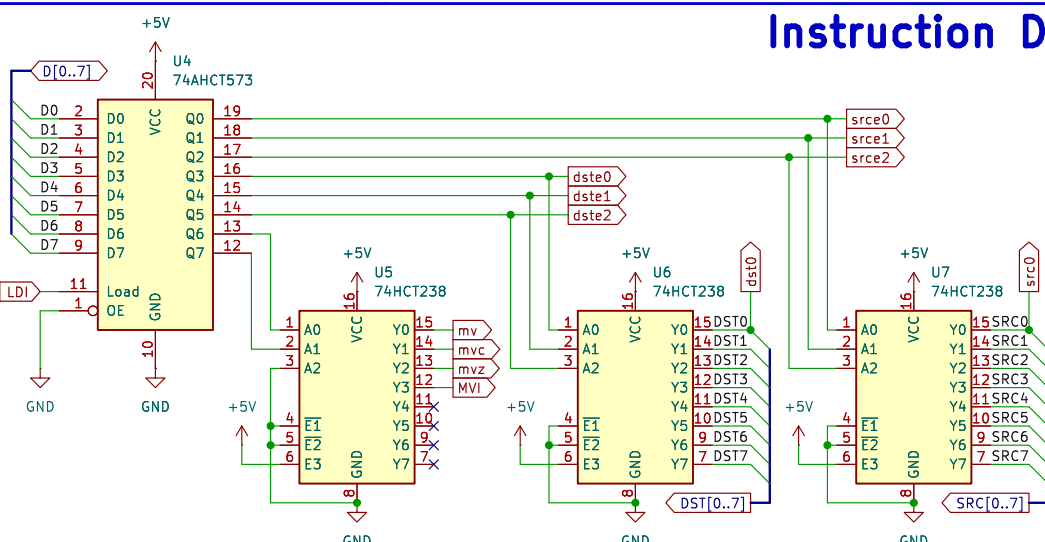 Instruction D
+5V
U4
74AHCT573
D[0..7]
20
VCC
D0 2 D0 Q0 19 srce0
D1 3 D1 Q1 18 srce1
D2 4 D2 Q2 17 srce2
D3 5 D3 Q3 16 dste0
D4 6 D4 Q4 15 dste1
D5 7 D5 Q5 14 dste2
D6 8 D6 Q6 13
D7 9 D7 Q7 12
LDI 11 Load
1 OE
GND
10
GND
GND
+5V
U5
74HCT238
16
VCC
1 A0 Y0 15 mv
2 A1 Y1 14 mvc
3 A2 Y2 13 mvz
Y3 12 MVI
Y4 11
+5V
4 E1 Y5 10
5 E2 Y6 9
6 E3 Y7 7
GND
8
GND
+5V
U6
74HCT238
dst0
16
VCC
1 A0 Y0 15 DST0
2 A1 Y1 14 DST1
3 A2 Y2 13 DST2
Y3 12 DST3
Y4 11 DST4
+5V
4 E1 Y5 10 DST5
5 E2 Y6 9 DST6
6 E3 Y7 7 DST7
GND
8
DST[0..7]
GND
+5V
U7
74HCT238
src0
16
VCC
1 A0 Y0 15 SRC0
2 A1 Y1 14 SRC1
3 A2 Y2 13 SRC2
Y3 12 SRC3
Y4 11 SRC4
+5V
4 E1 Y5 10 SRC5
5 E2 Y6 9 SRC6
6 E3 Y7 7 SRC7
GND
8
SRC[0..7]
GND